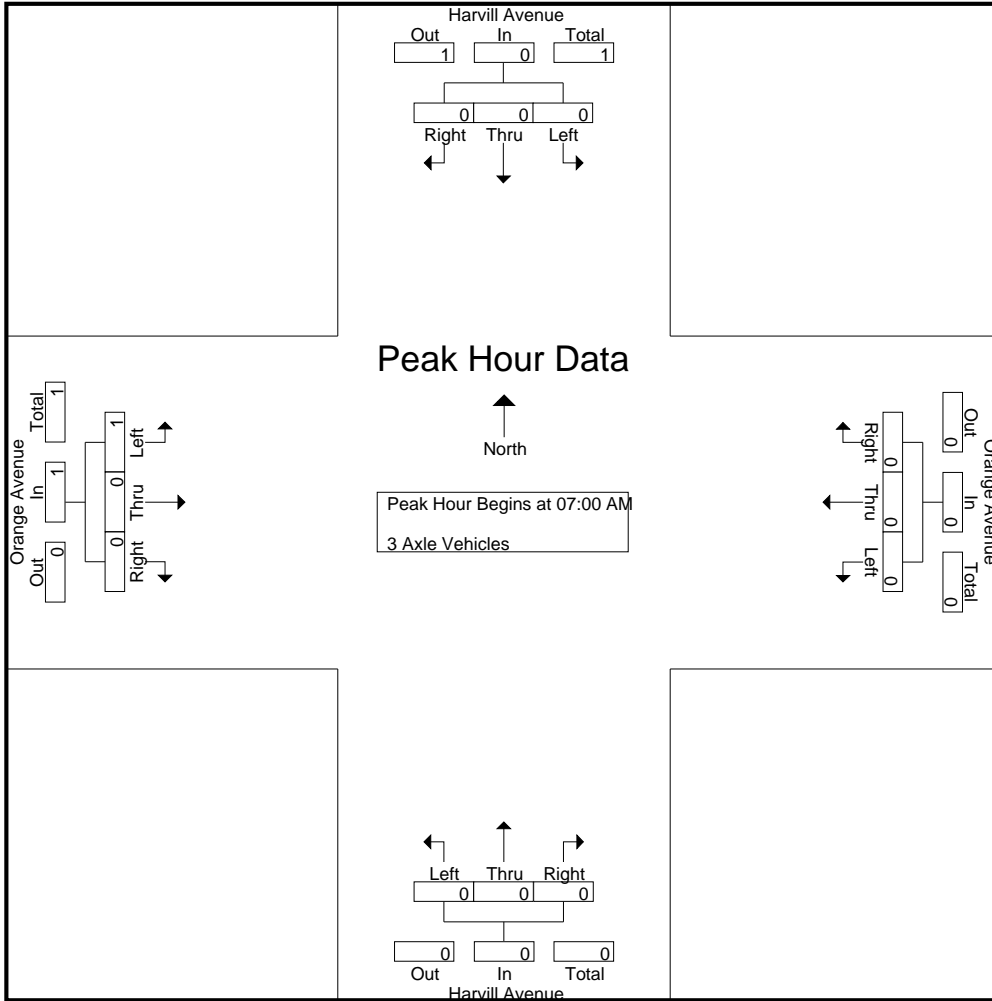 Harvill Avenue
Out In Total
1 0 1
0 0 0
Right Thru Left
Peak Hour Data
North
Peak Hour Begins at 07:00 AM
3 Axle Vehicles
Orange Avenue
Out In Total
0 1 1
Right Thru Left
0 0 1
Orange Avenue
Out In Total
0 0 0
Right Thru Left
0 0 0
Left Thru Right
0 0 0
0 0 0
Out In Total
Harvill Avenue